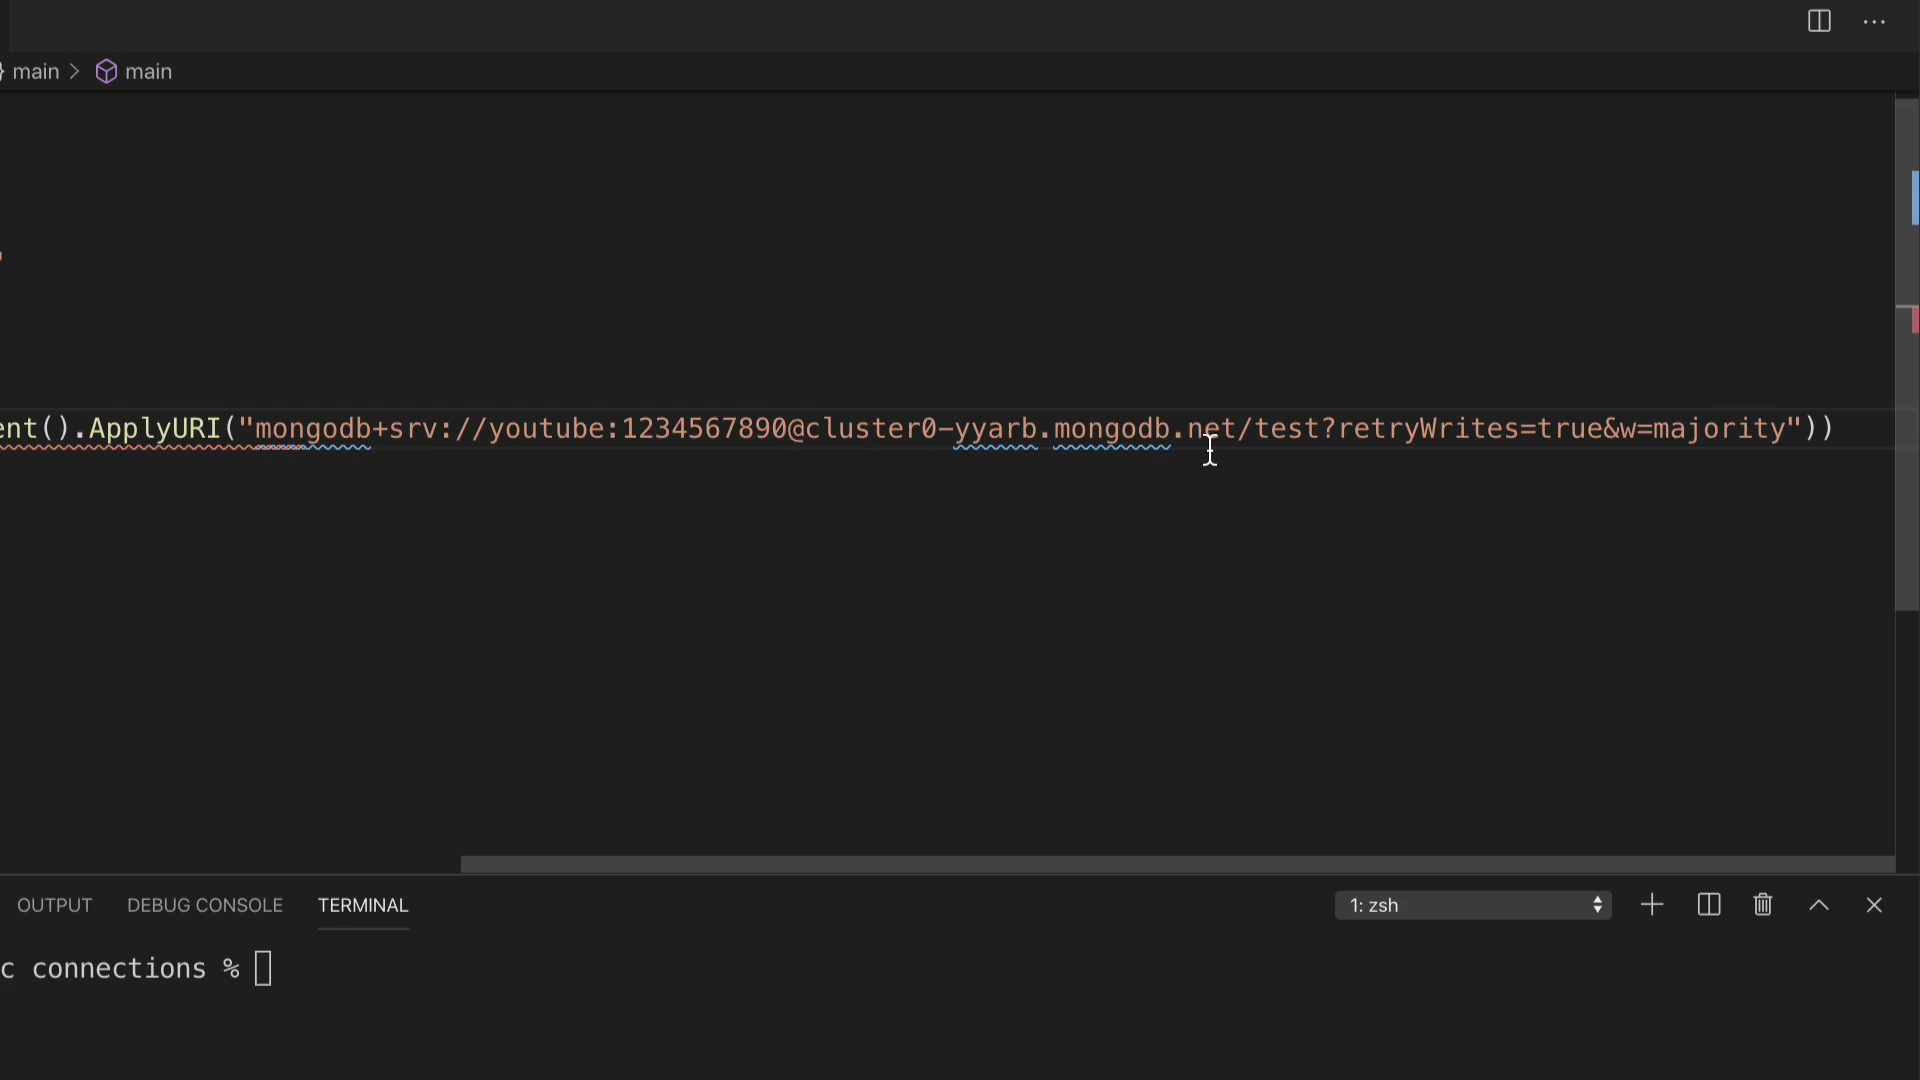 main > main
ent().ApplyURI("mongodb+srv://youtube:1234567890@cluster0-yyarb.mongodb.net/test?retryWrites=true&w=majority"))
OUTPUT DEBUG CONSOLE TERMINAL 1: zsh
c connections %